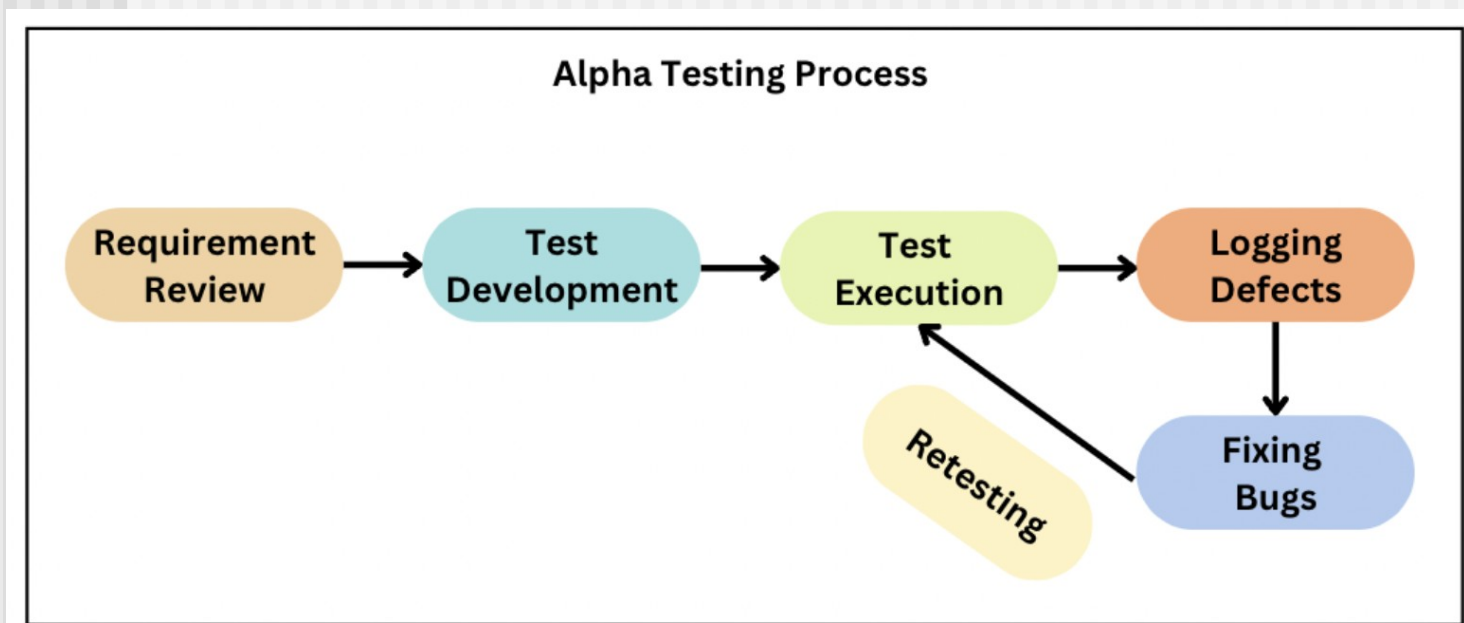 Alpha Testing Process
Requirement
Review
Test
Development
Test
Execution
Logging
Defects
Retesting
Fixing
Bugs